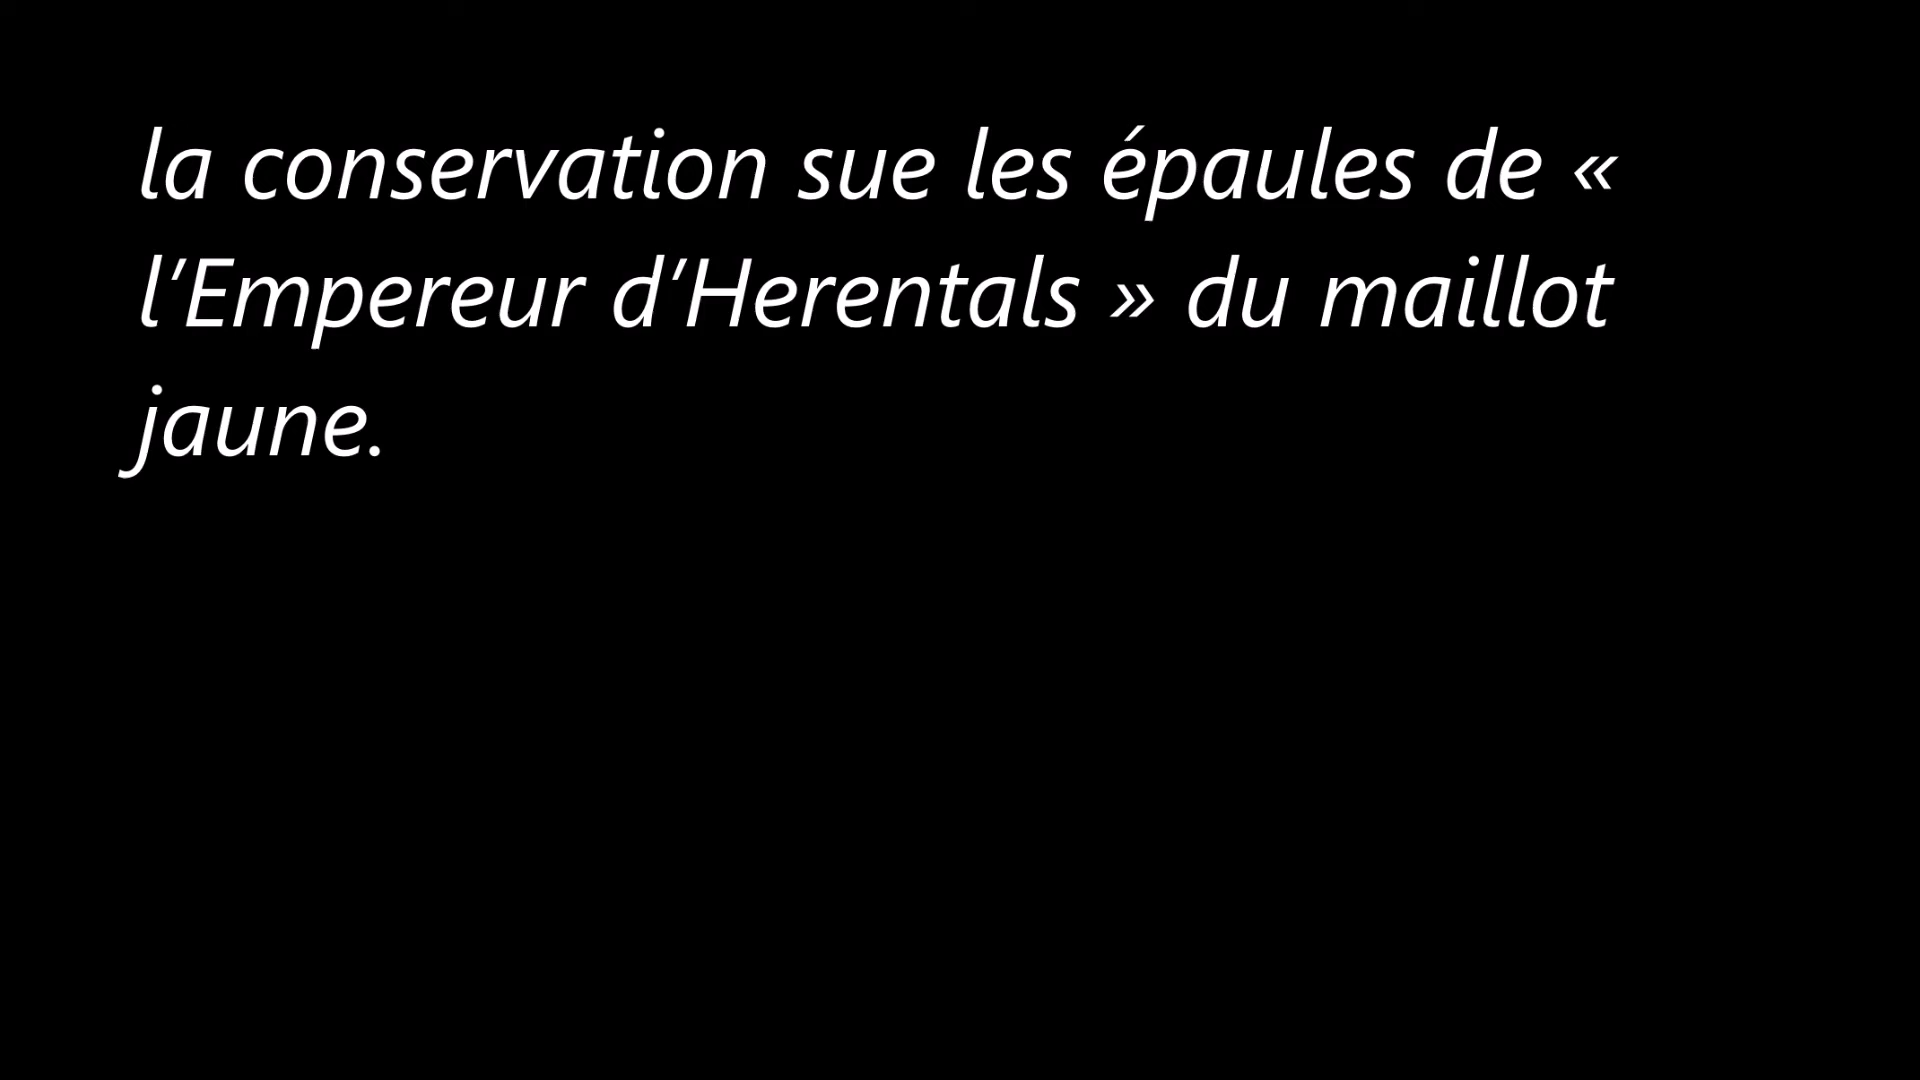 la conservation sue les épaules de «
l’Empereur d’Herentals » du maillot
jaune.